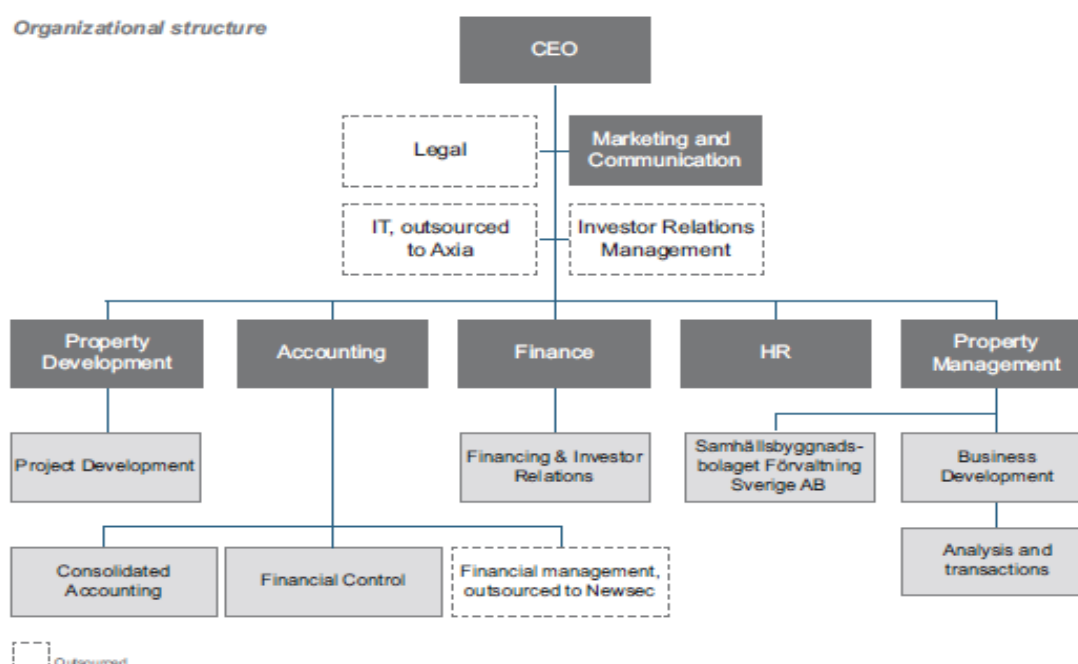 Organizational structure
CEO
Legal
Marketing and
Communication
IT, outsourced
to Axia
Investor Relations
Management
Property
Development
Accounting
Finance
HR
Property
Management
Project Development
Financing & Investor
Relations
Samhällsbyggnads-
bolaget Förvaltning
Sverige AB
Business
Development
Consolidated
Accounting
Financial Control
Financial management,
outsourced to Newsec
Analysis and
transactions
Outsourced